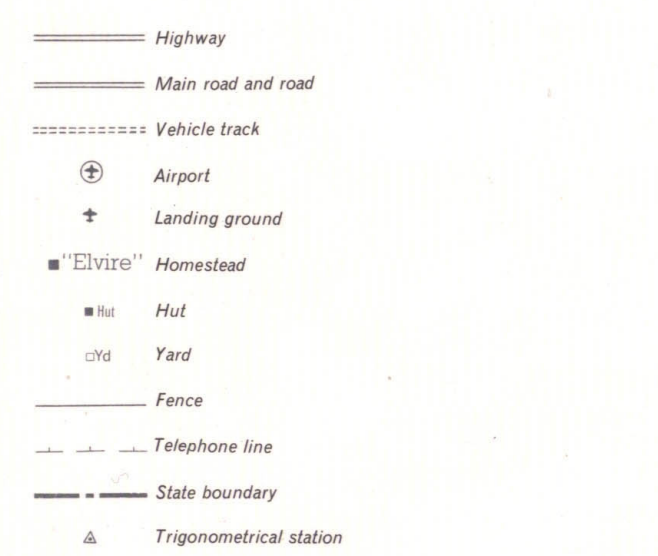 Highway
Main road and road
Vehicle track
Airport
Landing ground
"Elvire" Homestead
Hut Hut
Yd Yard
Fence
Telephone line
State boundary
Trigonometrical station